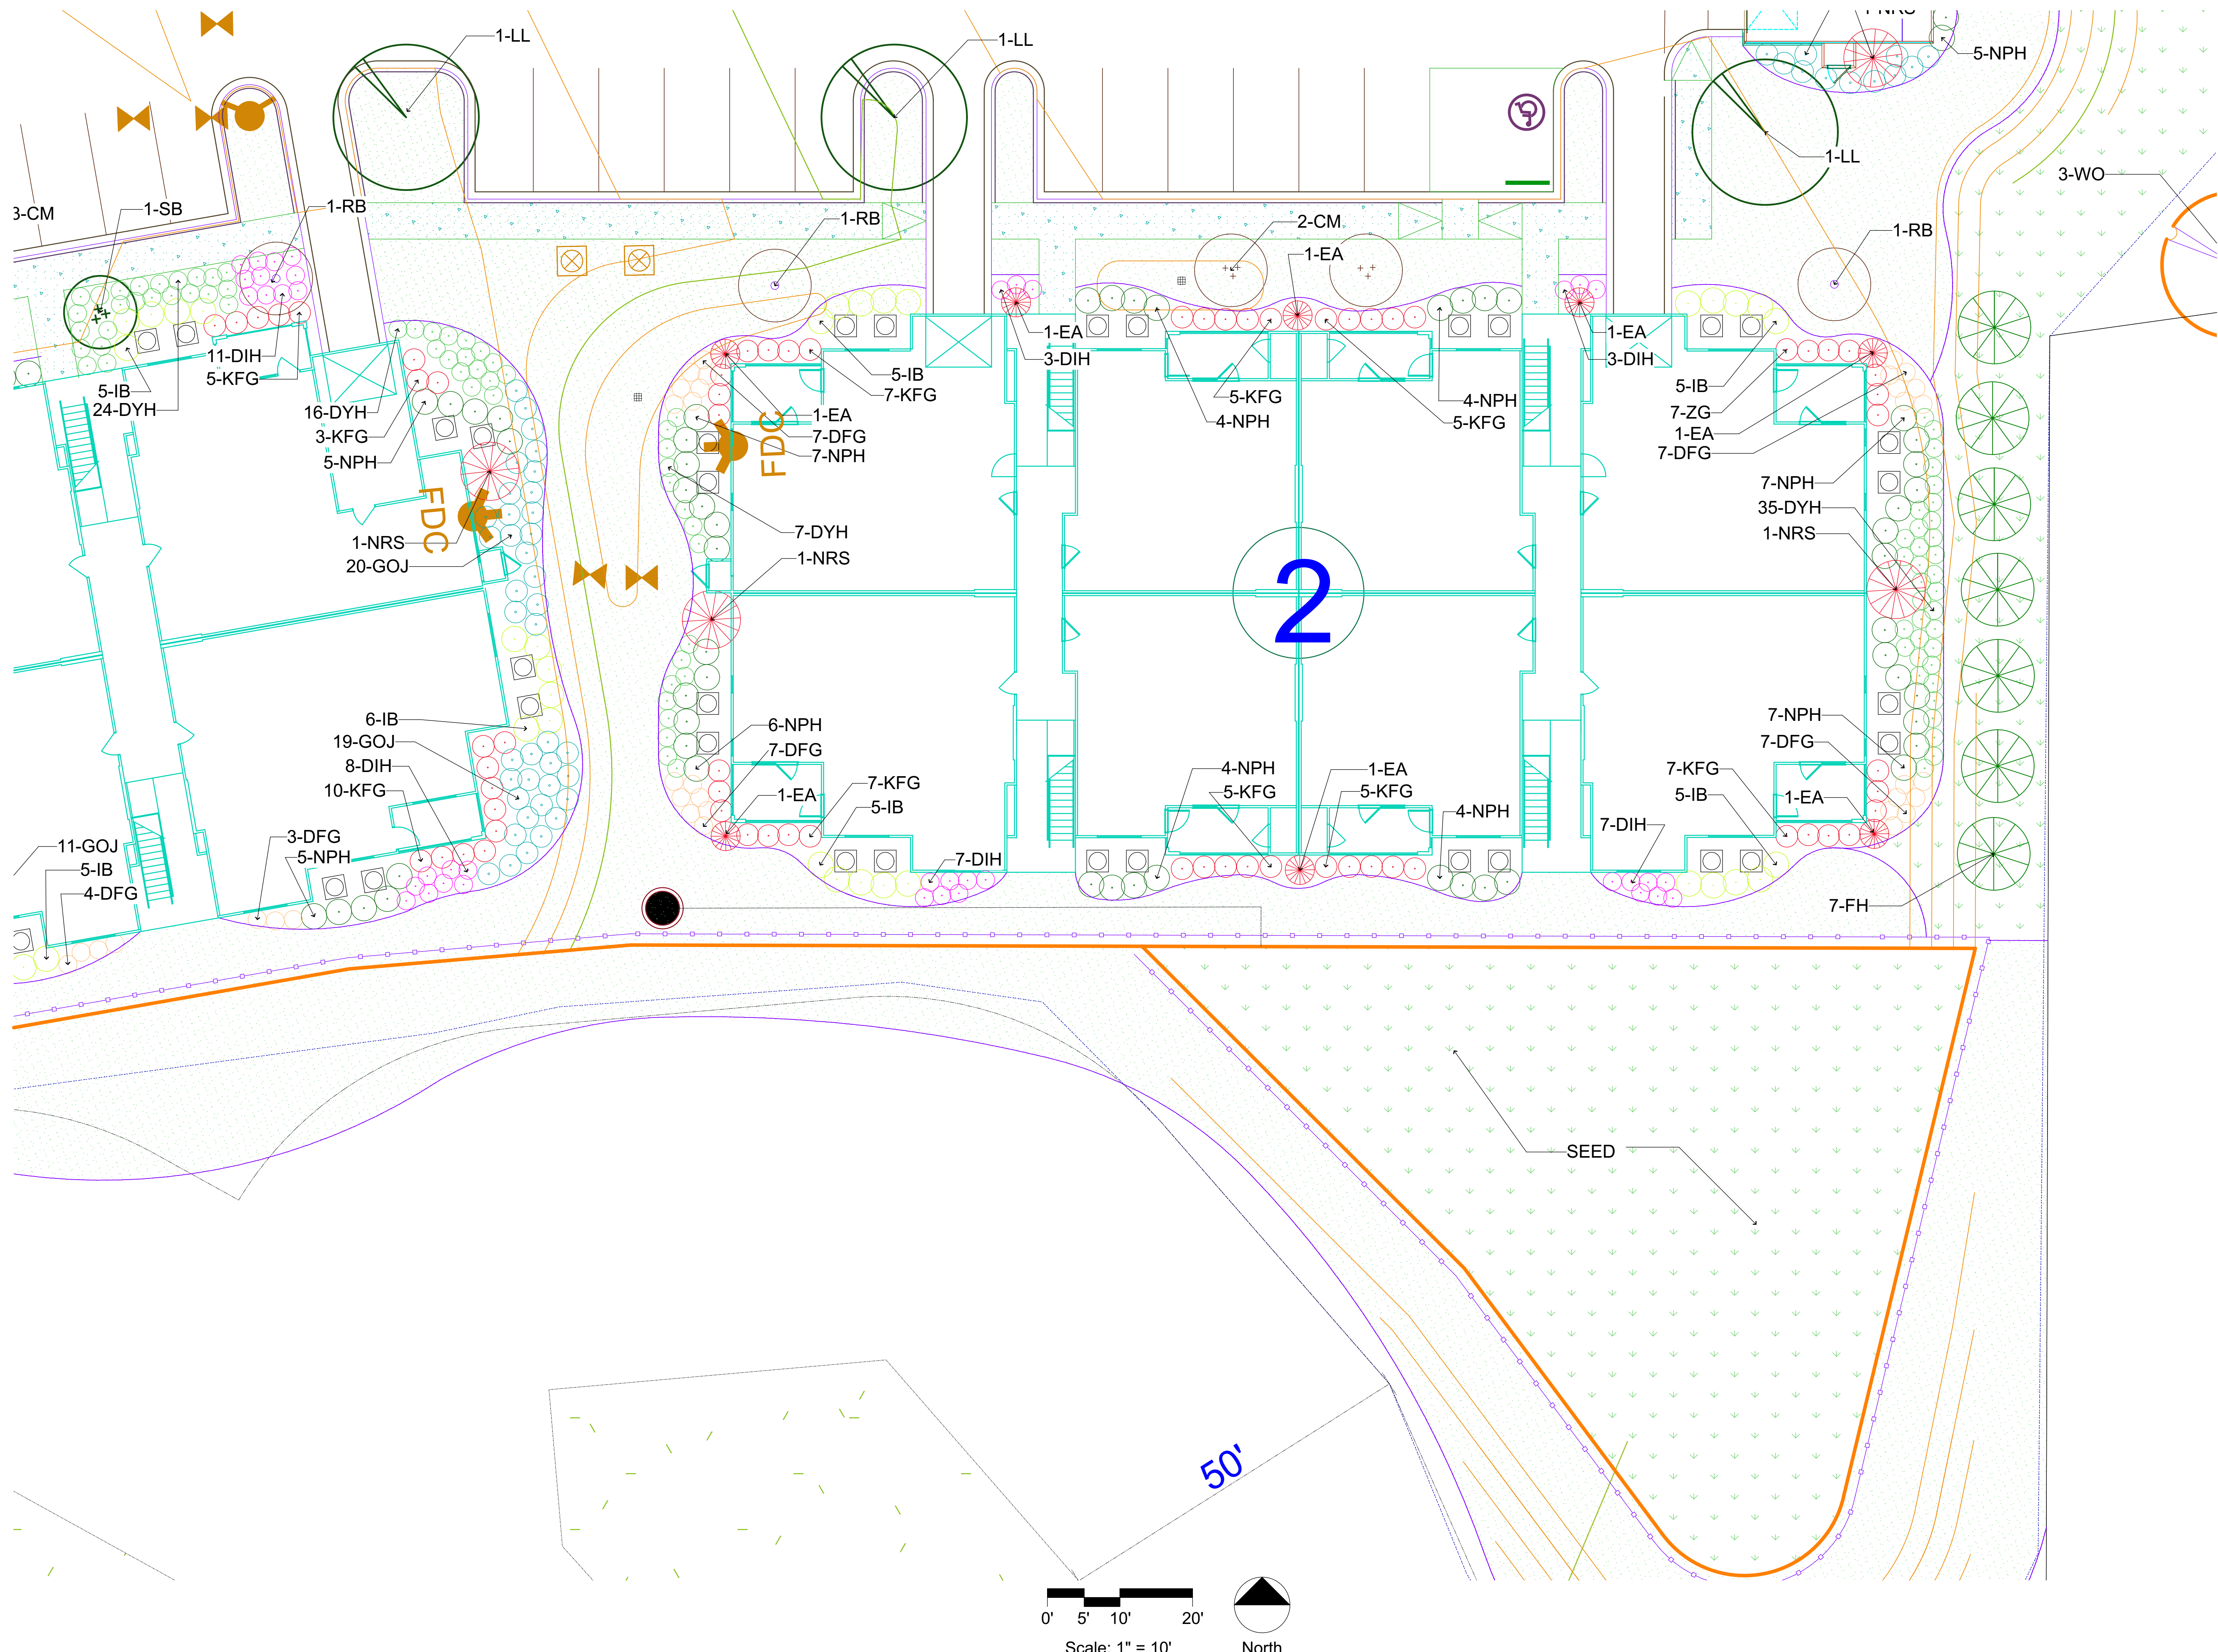 1-LL
1-LL
1-NRS
5-NPH
1-LL
3-WO
3-CM
1-SB
1-RB
1-RB
2-CM
1-EA
1-RB
11-DIH
5-KFG
5-IB
24-DYH
16-DYH
3-KFG
5-NPH
FDC
1-NRS
20-GOJ
5-IB
7-KFG
1-EA
7-DFG
7-NPH
FDC
7-DYH
1-NRS
1-EA
3-DIH
5-KFG
4-NPH
4-NPH
5-KFG
1-EA
3-DIH
5-IB
7-ZG
1-EA
7-DFG
7-NPH
35-DYH
1-NRS
2
6-IB
19-GOJ
8-DIH
10-KFG
3-DFG
5-NPH
11-GOJ
5-IB
4-DFG
6-NPH
7-DFG
1-EA
7-KFG
5-IB
7-DIH
4-NPH
5-KFG
1-EA
5-KFG
4-NPH
7-NPH
7-DFG
7-KFG
5-IB
1-EA
7-DIH
7-FH
SEED
50'
0' 5' 10' 20'
Scale: 1" = 10'
North